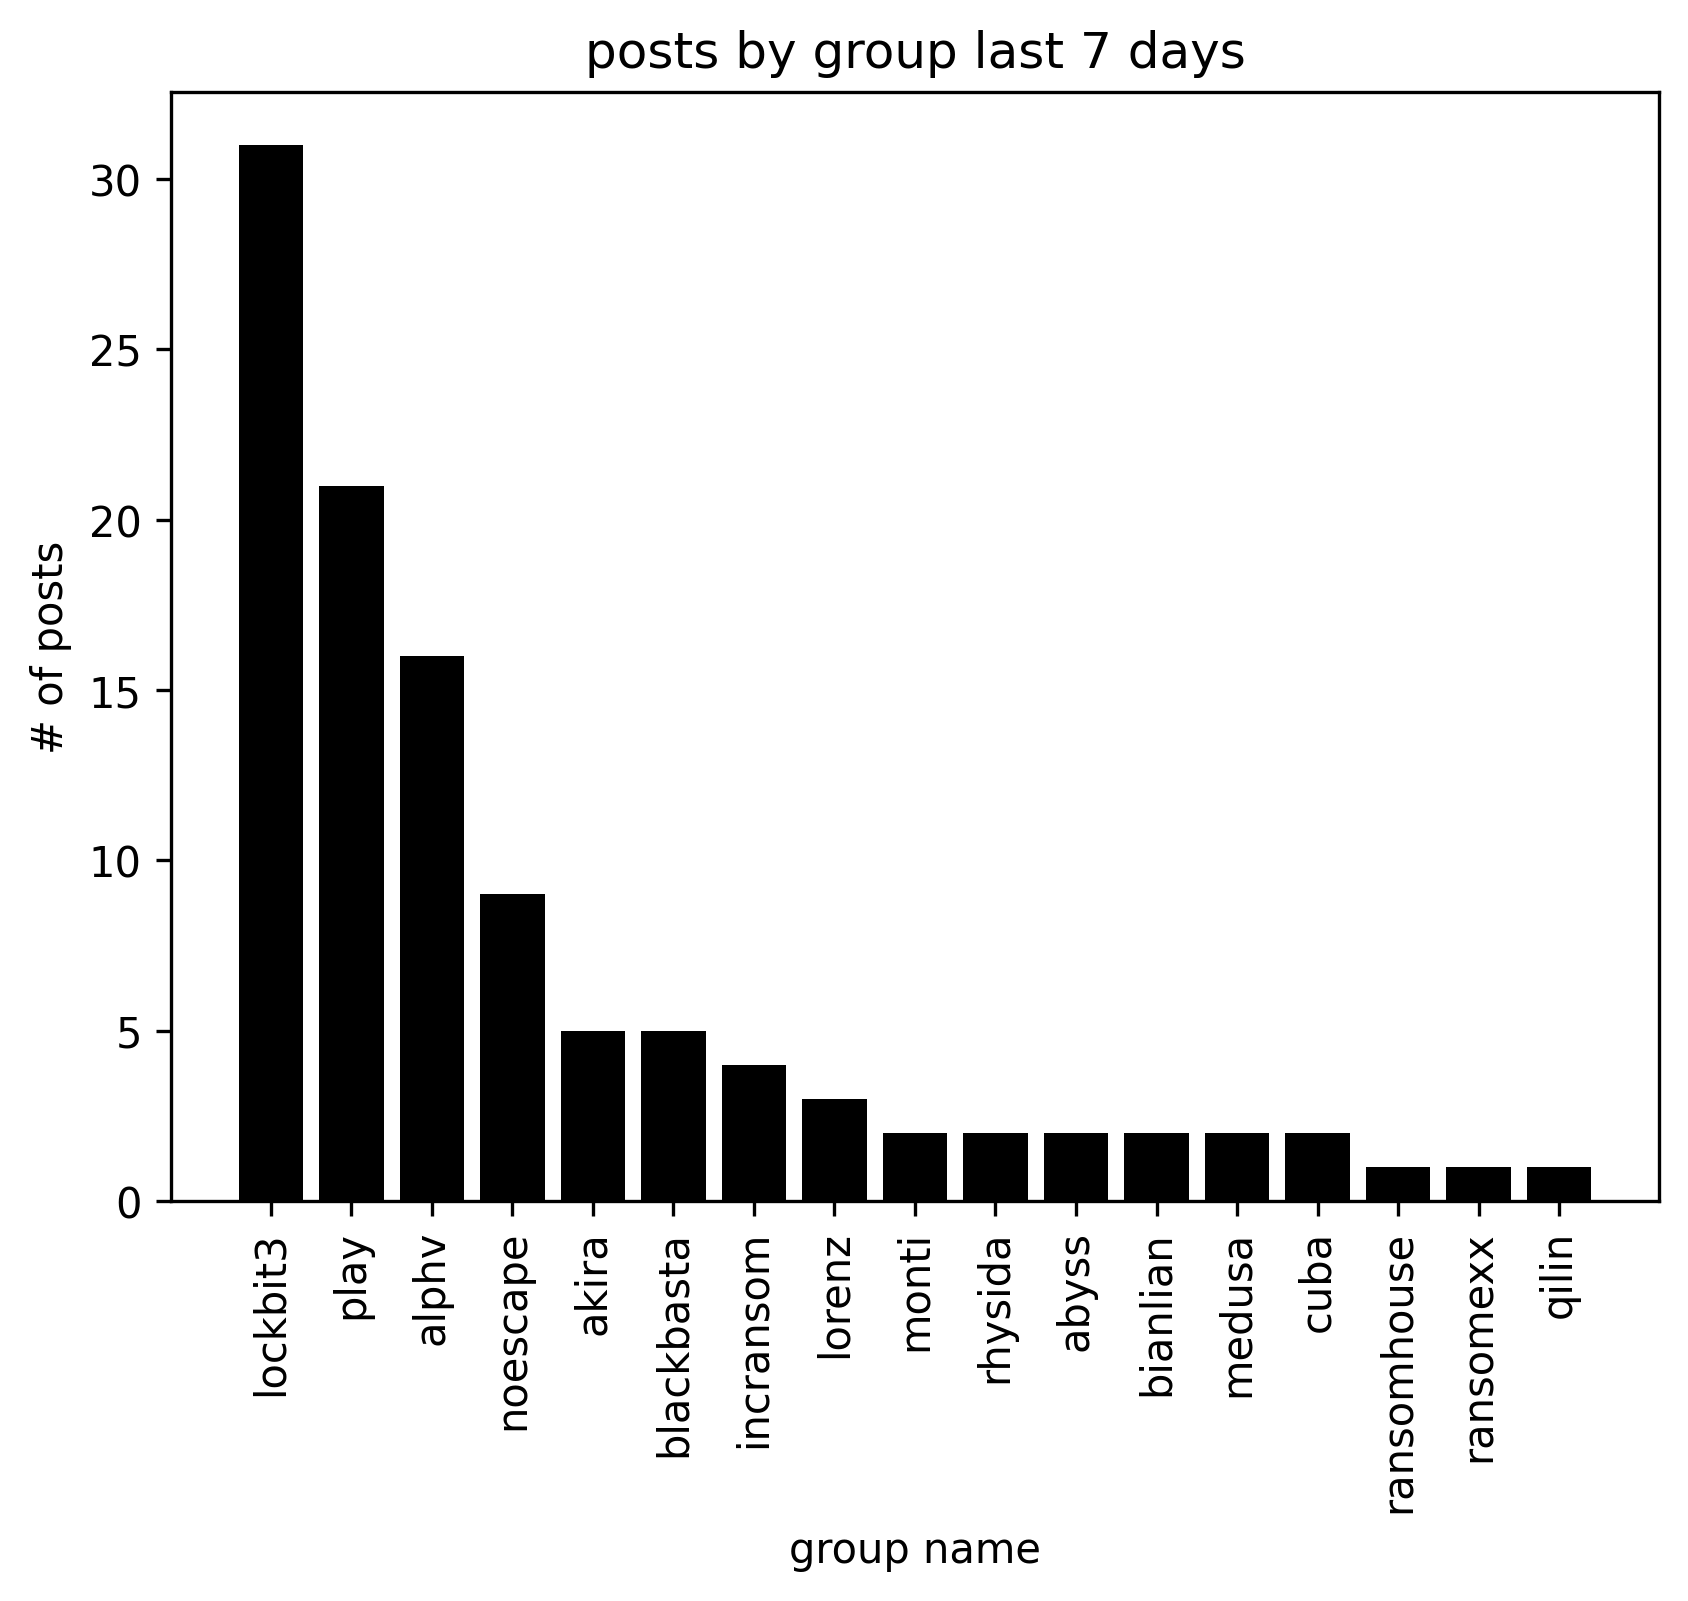 posts by group last 7 days
30
25
20
15
10
5
0
# of posts
lockbit3
play
alphv
noescape
akira
blackbasta
incransom
lorenz
monti
rhysida
abyss
bianlian
medusa
cuba
ransomhouse
ransomexx
qilin
group name